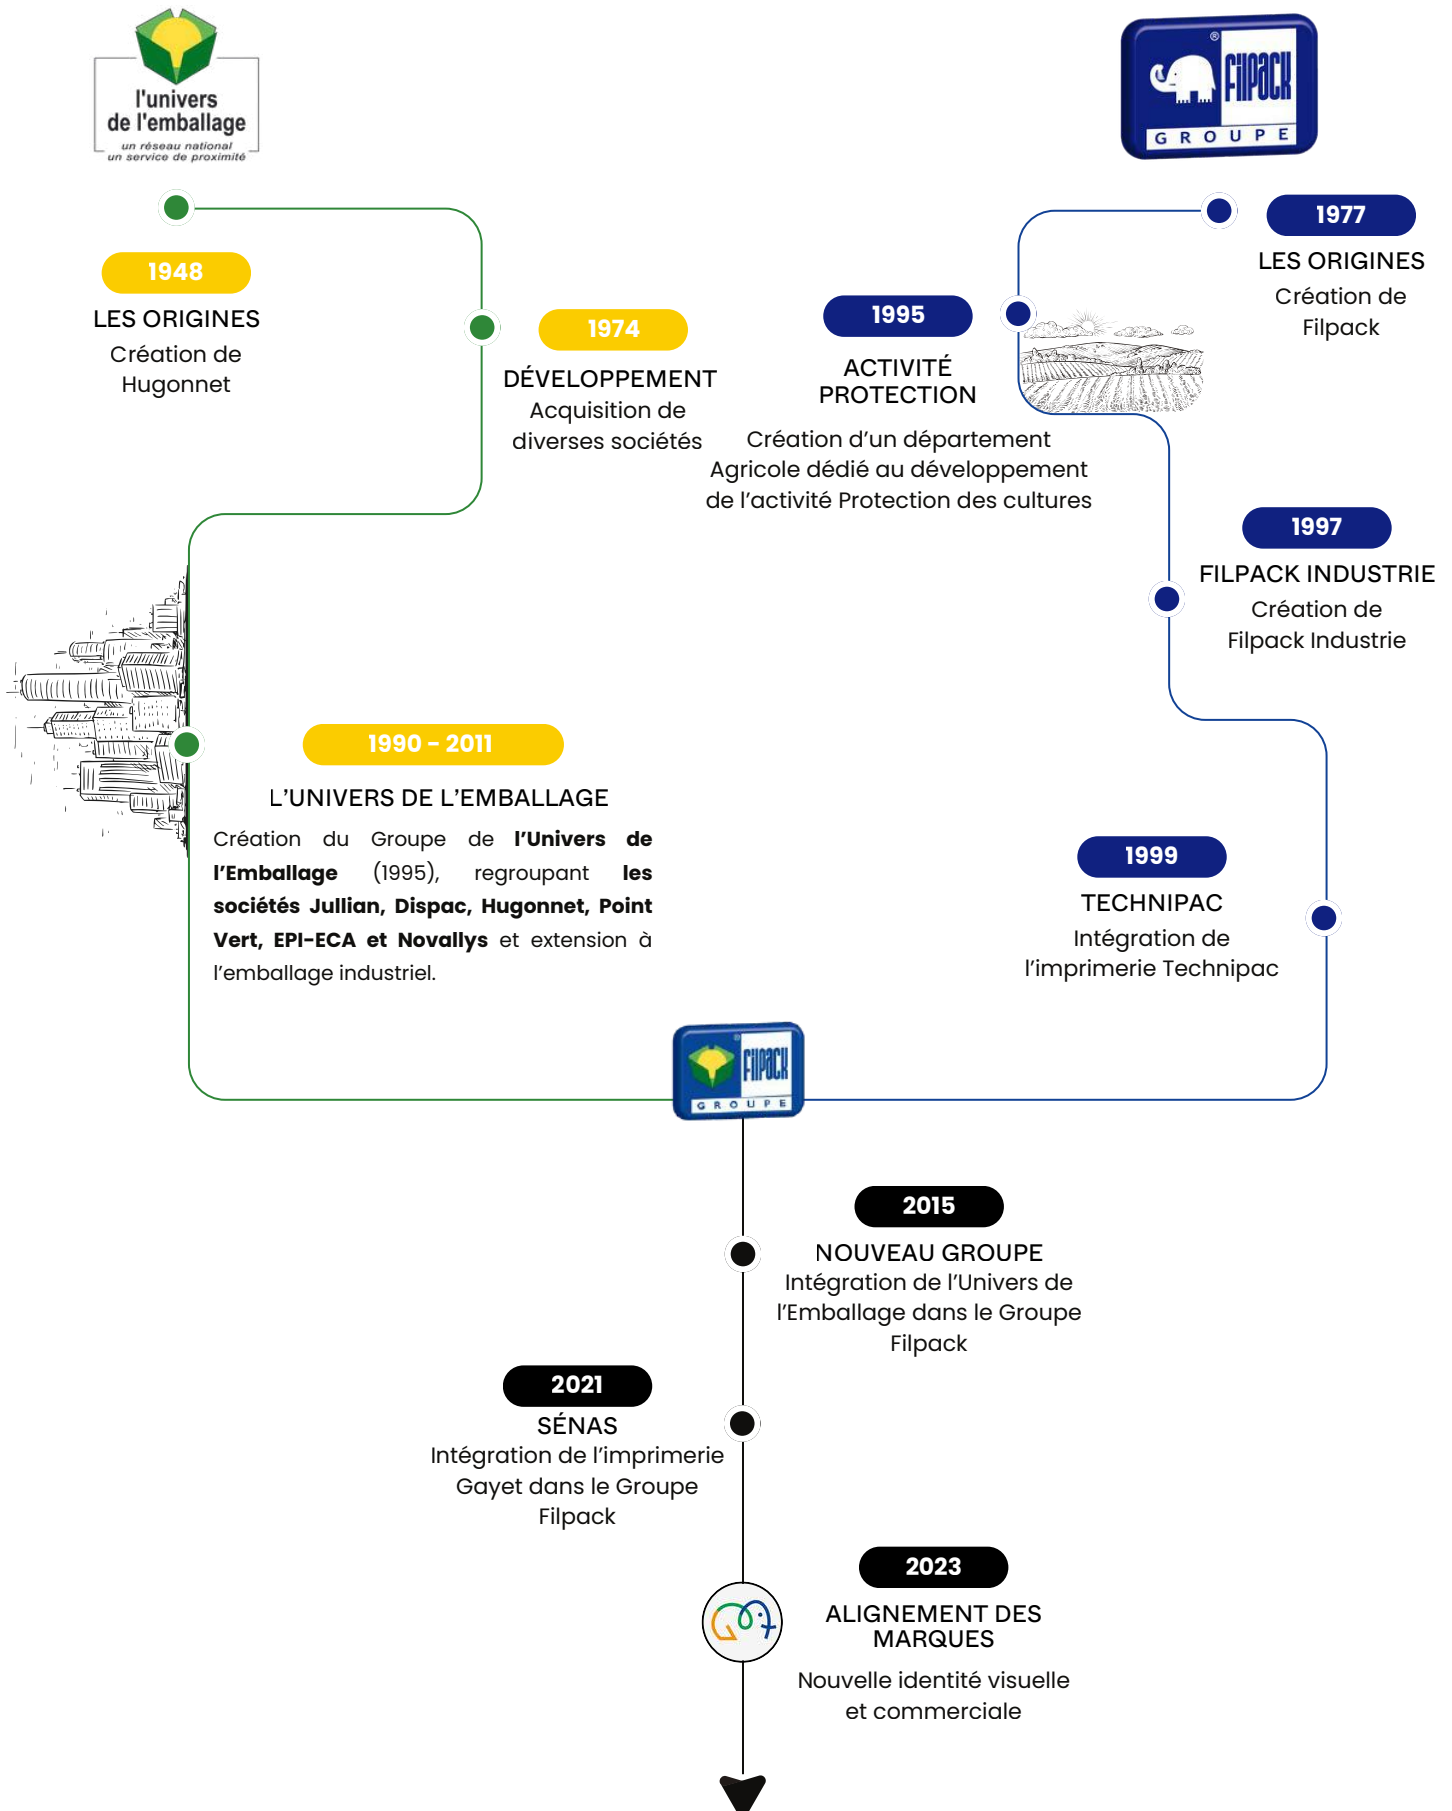 l'univers
de l'emballage
un réseau national
un service de proximité
1948
LES ORIGINES
Création de
Hugonnet
1974
DÉVELOPPEMENT
Acquisition de
diverses sociétés
1990 - 2011
L'UNIVERS DE L'EMBALLAGE
Création du Groupe de l'Univers de
l'Emballage (1995), regroupant les
sociétés Jullian, Dispac, Hugonnet, Point
Vert, EPI-ECA et Novallys et extension à
l'emballage industriel.
® FILPACK
GROUPE
1977
LES ORIGINES
Création de
Filpack
1995
ACTIVITÉ
PROTECTION
Création d'un département
Agricole dédié au développement
de l'activité Protection des cultures
1997
FILPACK INDUSTRIE
Création de
Filpack Industrie
1999
TECHNIPAC
Intégration de
l'imprimerie Technipac
® FILPACK
GROUPE
2015
NOUVEAU GROUPE
Intégration de l'Univers de
l'Emballage dans le Groupe
Filpack
2021
SÉNAS
Intégration de l'imprimerie
Gayet dans le Groupe
Filpack
2023
ALIGNEMENT DES
MARQUES
Nouvelle identité visuelle
et commerciale